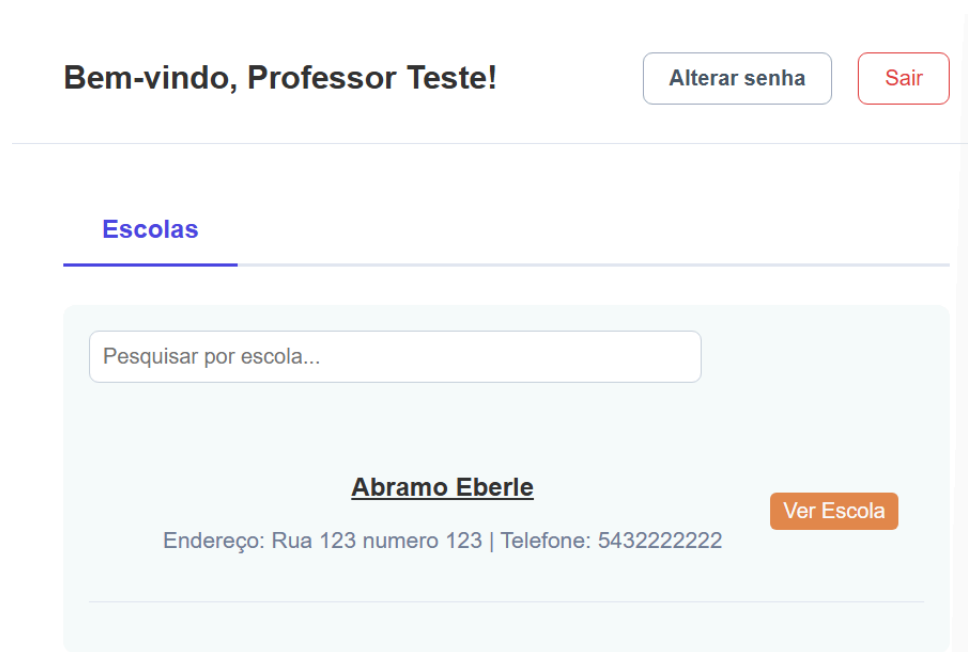 Bem-vindo, Professor Teste!
Alterar senha
Sair
Escolas
Pesquisar por escola...
Abramo Eberle
Ver Escola
Endereço: Rua 123 numero 123 | Telefone: 5432222222